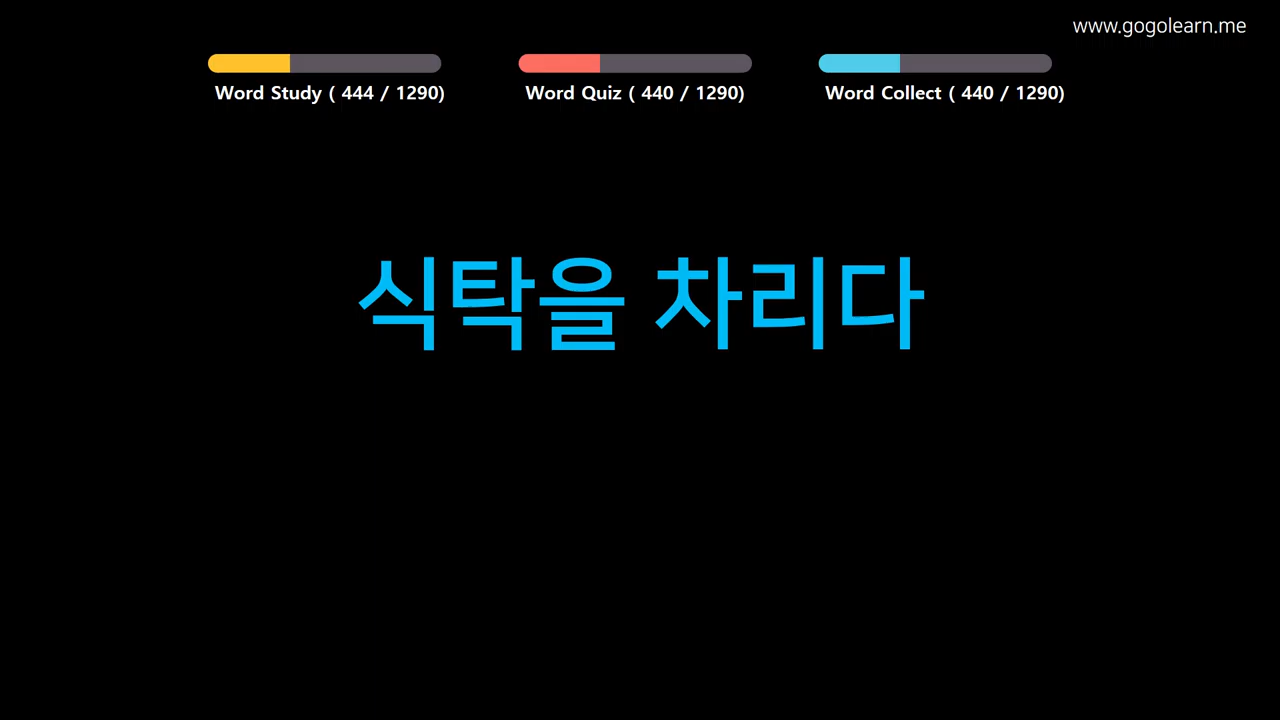 www.gogolearn.me
Word Study ( 444 / 1290)
Word Quiz ( 440 / 1290)
Word Collect ( 440 / 1290)
식탁을 차리다